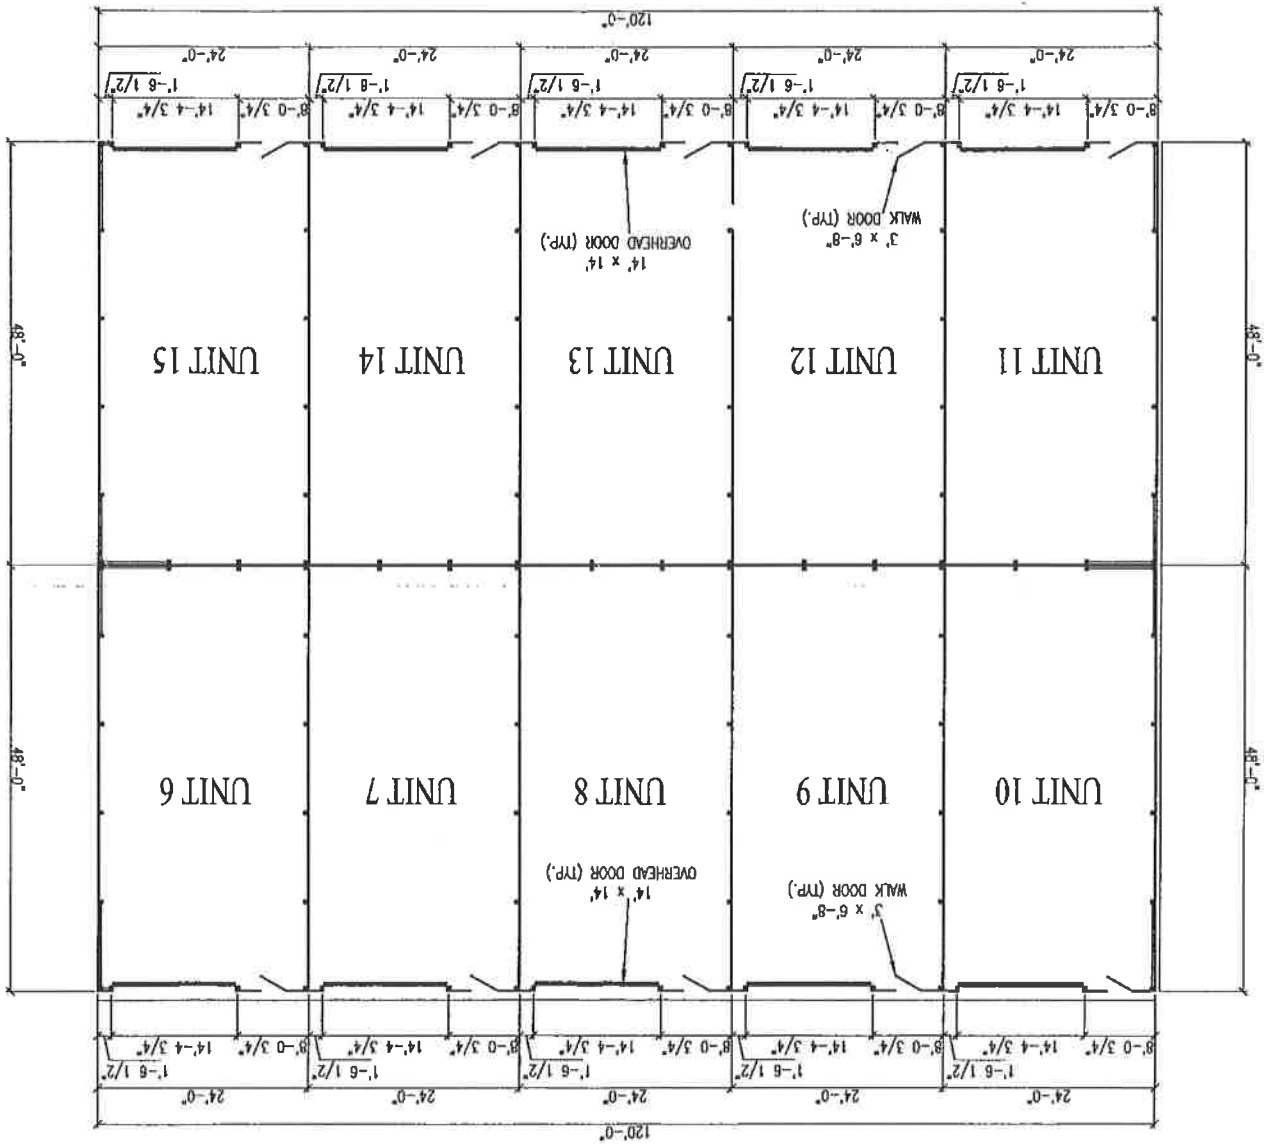 120'-0"
24'-0" 24'-0" 24'-0" 24'-0" 24'-0"
1'-6 1/2" 1'-6 1/2" 1'-6 1/2" 1'-6 1/2" 1'-6 1/2"
8'-0 3/4" 14'-4 3/4" 8'-0 3/4" 14'-4 3/4" 8'-0 3/4" 14'-4 3/4" 8'-0 3/4" 14'-4 3/4" 8'-0 3/4" 14'-4 3/4"
3' x 6'-8"
WALK DOOR (TYP.)
14' x 14'
OVERHEAD DOOR (TYP.)
48'-0"
UNIT 10
UNIT 9
UNIT 8
UNIT 7
UNIT 6
48'-0"
48'-0"
UNIT 11
UNIT 12
UNIT 13
UNIT 14
UNIT 15
48'-0"
3' x 6'-8"
WALK DOOR (TYP.)
14' x 14'
OVERHEAD DOOR (TYP.)
8'-0 3/4" 14'-4 3/4" 8'-0 3/4" 14'-4 3/4" 8'-0 3/4" 14'-4 3/4" 8'-0 3/4" 14'-4 3/4" 8'-0 3/4" 14'-4 3/4"
1'-6 1/2" 1'-6 1/2" 1'-6 1/2" 1'-6 1/2" 1'-6 1/2"
24'-0" 24'-0" 24'-0" 24'-0" 24'-0"
120'-0"